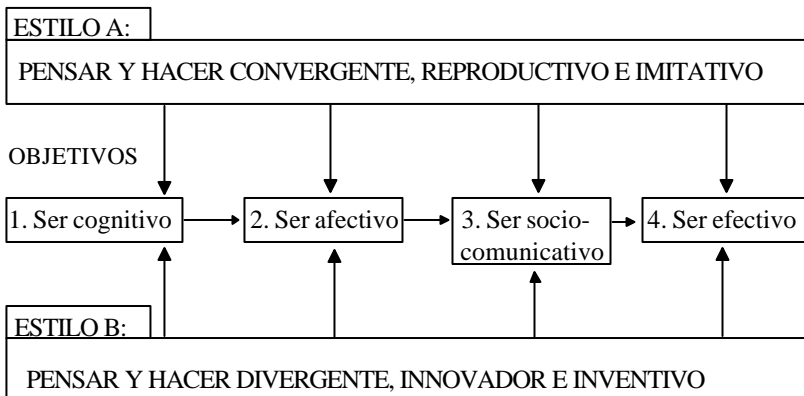 ESTILO A:
PENSAR Y HACER CONVERGENTE, REPRODUCTIVO E IMITATIVO
OBJETIVOS
1. Ser cognitivo
2. Ser afectivo
3. Ser socio-
comunicativo
4. Ser efectivo
ESTILO B:
PENSAR Y HACER DIVERGENTE, INNOVADOR E INVENTIVO